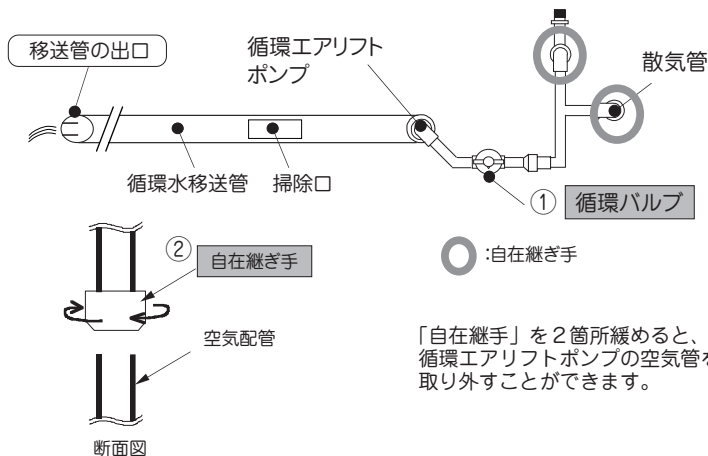 移送管の出口
循環エアリフト
ポンプ
散気管
循環水移送管
掃除口
① 循環バルブ
② 自在継ぎ手
:自在継ぎ手
空気配管
「自在継手」を2箇所緩めると、
循環エアリフトポンプの空気管を
取り外すことができます。
断面図